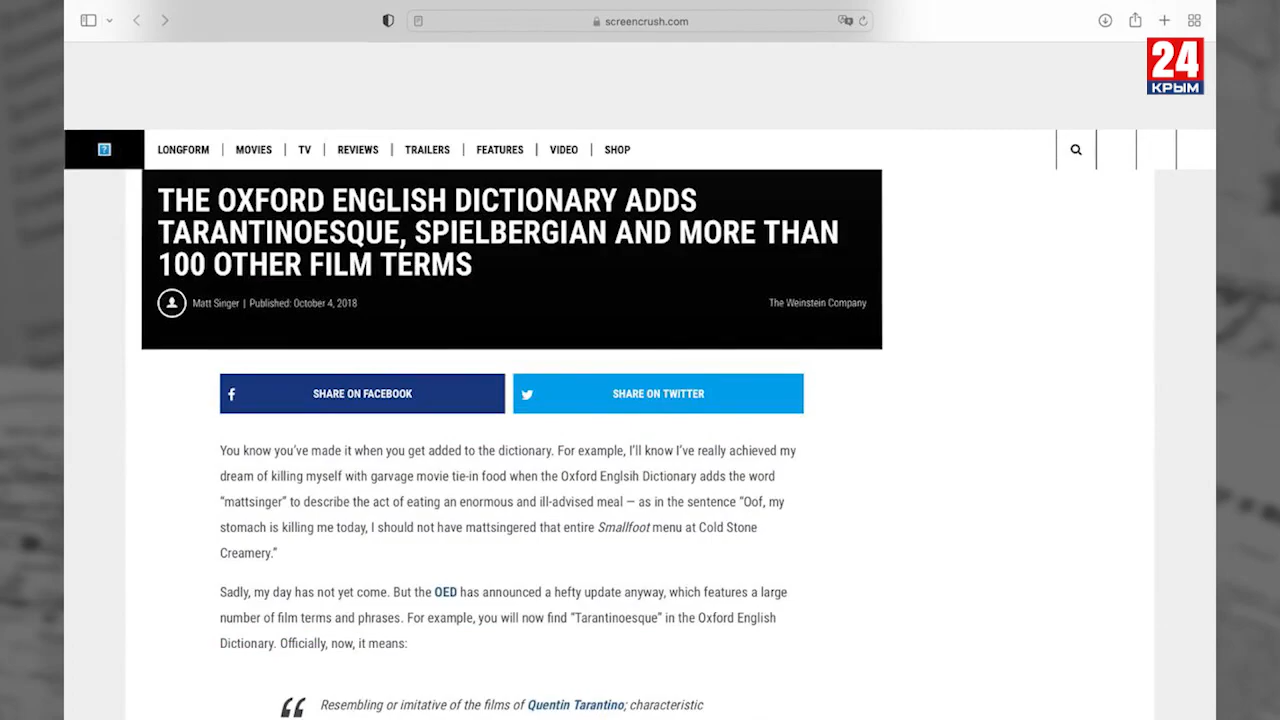 screencrush.com
24
КРЫМ
LONGFORM | MOVIES | TV | REVIEWS | TRAILERS | FEATURES | VIDEO | SHOP
THE OXFORD ENGLISH DICTIONARY ADDS
TARANTINOESQUE, SPIELBERGIAN AND MORE THAN
100 OTHER FILM TERMS
Matt Singer | Published: October 4, 2018
The Weinstein Company
SHARE ON FACEBOOK
SHARE ON TWITTER
You know you've made it when you get added to the dictionary. For example, I'll know I've really achieved my
dream of killing myself with garvage movie tie-in food when the Oxford Englsih Dictionary adds the word
“mattsinger” to describe the act of eating an enormous and ill-advised meal — as in the sentence “Oof, my
stomach is killing me today, I should not have mattsingered that entire Smallfoot menu at Cold Stone
Creamery.”
Sadly, my day has not yet come. But the OED has announced a hefty update anyway, which features a large
number of film terms and phrases. For example, you will now find “Tarantinoesque” in the Oxford English
Dictionary. Officially, now, it means:
“ Resembling or imitative of the films of Quentin Tarantino; characteristic